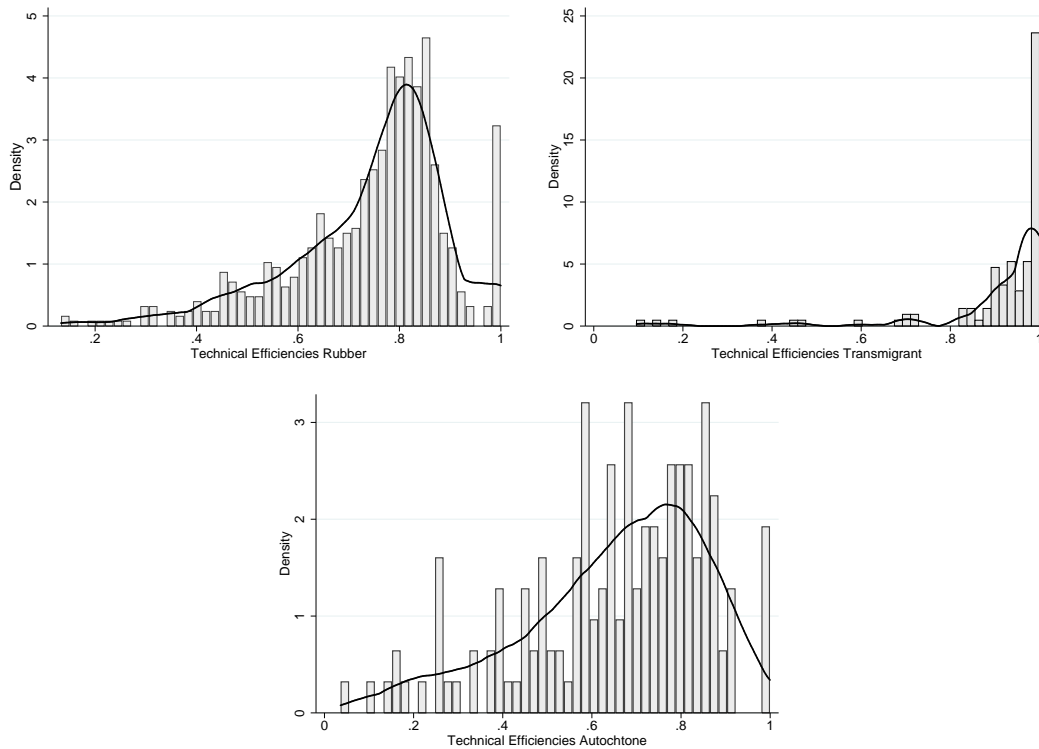 5
4
3
2
1
0
Density
.2 .4 .6 .8 1
Technical Efficiencies Rubber
25
20
15
10
5
0
Density
0 .2 .4 .6 .8 1
Technical Efficiencies Transmigrant
3
2
1
0
Density
0 .2 .4 .6 .8 1
Technical Efficiencies Autochtone